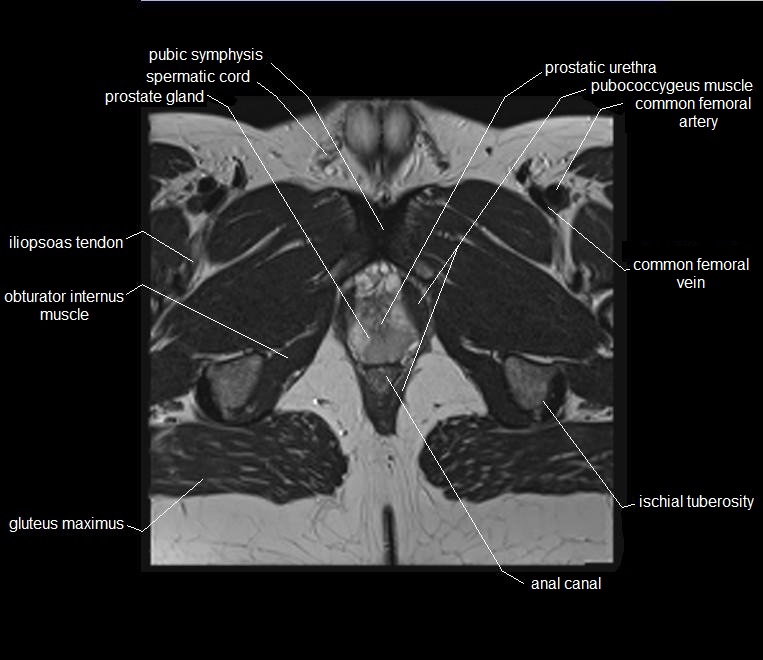 pubic symphysis
spermatic cord
prostate gland
prostatic urethra
pubococcygeus muscle
common femoral
artery
iliopsoas tendon
obturator internus
muscle
common femoral
vein
gluteus maximus
ischial tuberosity
anal canal